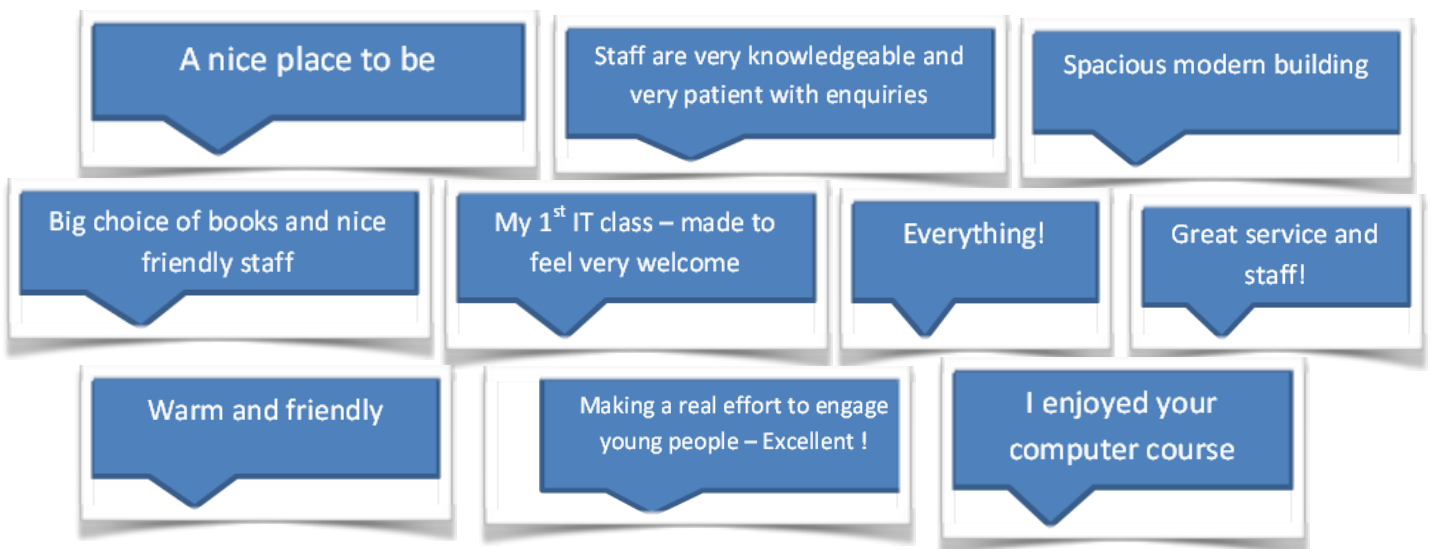 A nice place to be
Staff are very knowledgeable and
very patient with enquiries
Spacious modern building
Big choice of books and nice
friendly staff
My 1st IT class – made to
feel very welcome
Everything!
Great service and
staff!
Warm and friendly
Making a real effort to engage
young people – Excellent !
I enjoyed your
computer course